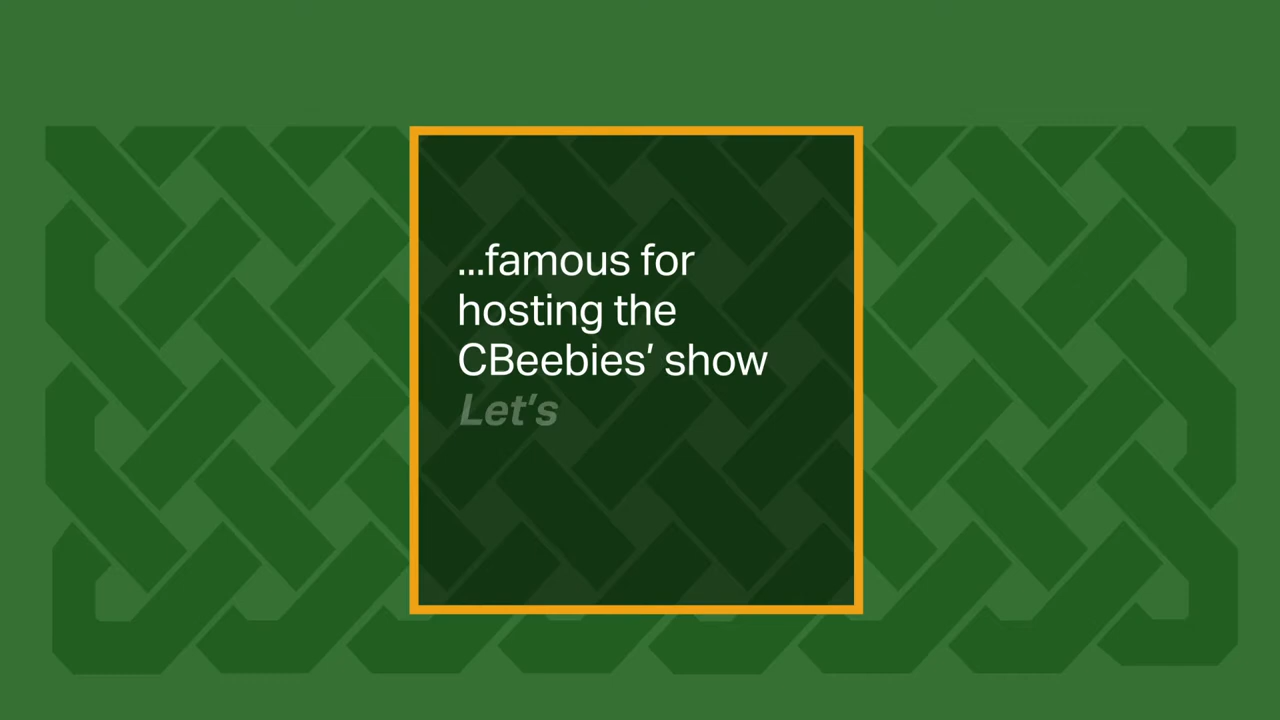 ...famous for
hosting the
CBeebies’ show
Let’s